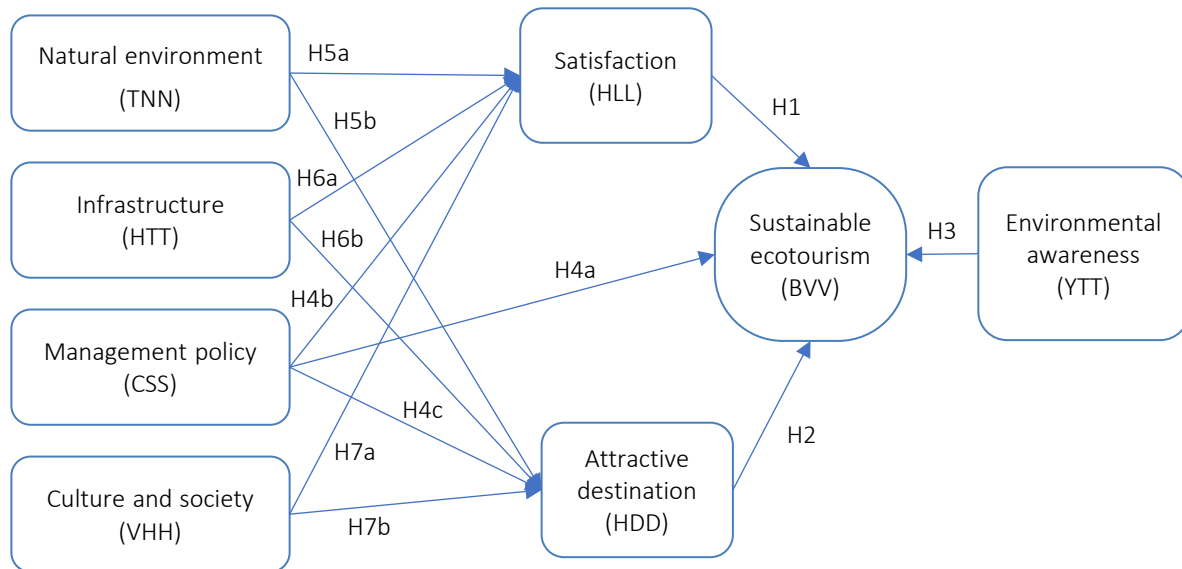 Natural environment
(TNN)
Infrastructure
(HTT)
Management policy
(CSS)
Culture and society
(VHH)
H5a
H5b
H6a
H6b
H4b
H4a
H4c
H7a
H7b
Satisfaction
(HLL)
Attractive
destination
(HDD)
H1
H2
Sustainable
ecotourism
(BVV)
H3
Environmental
awareness
(YTT)